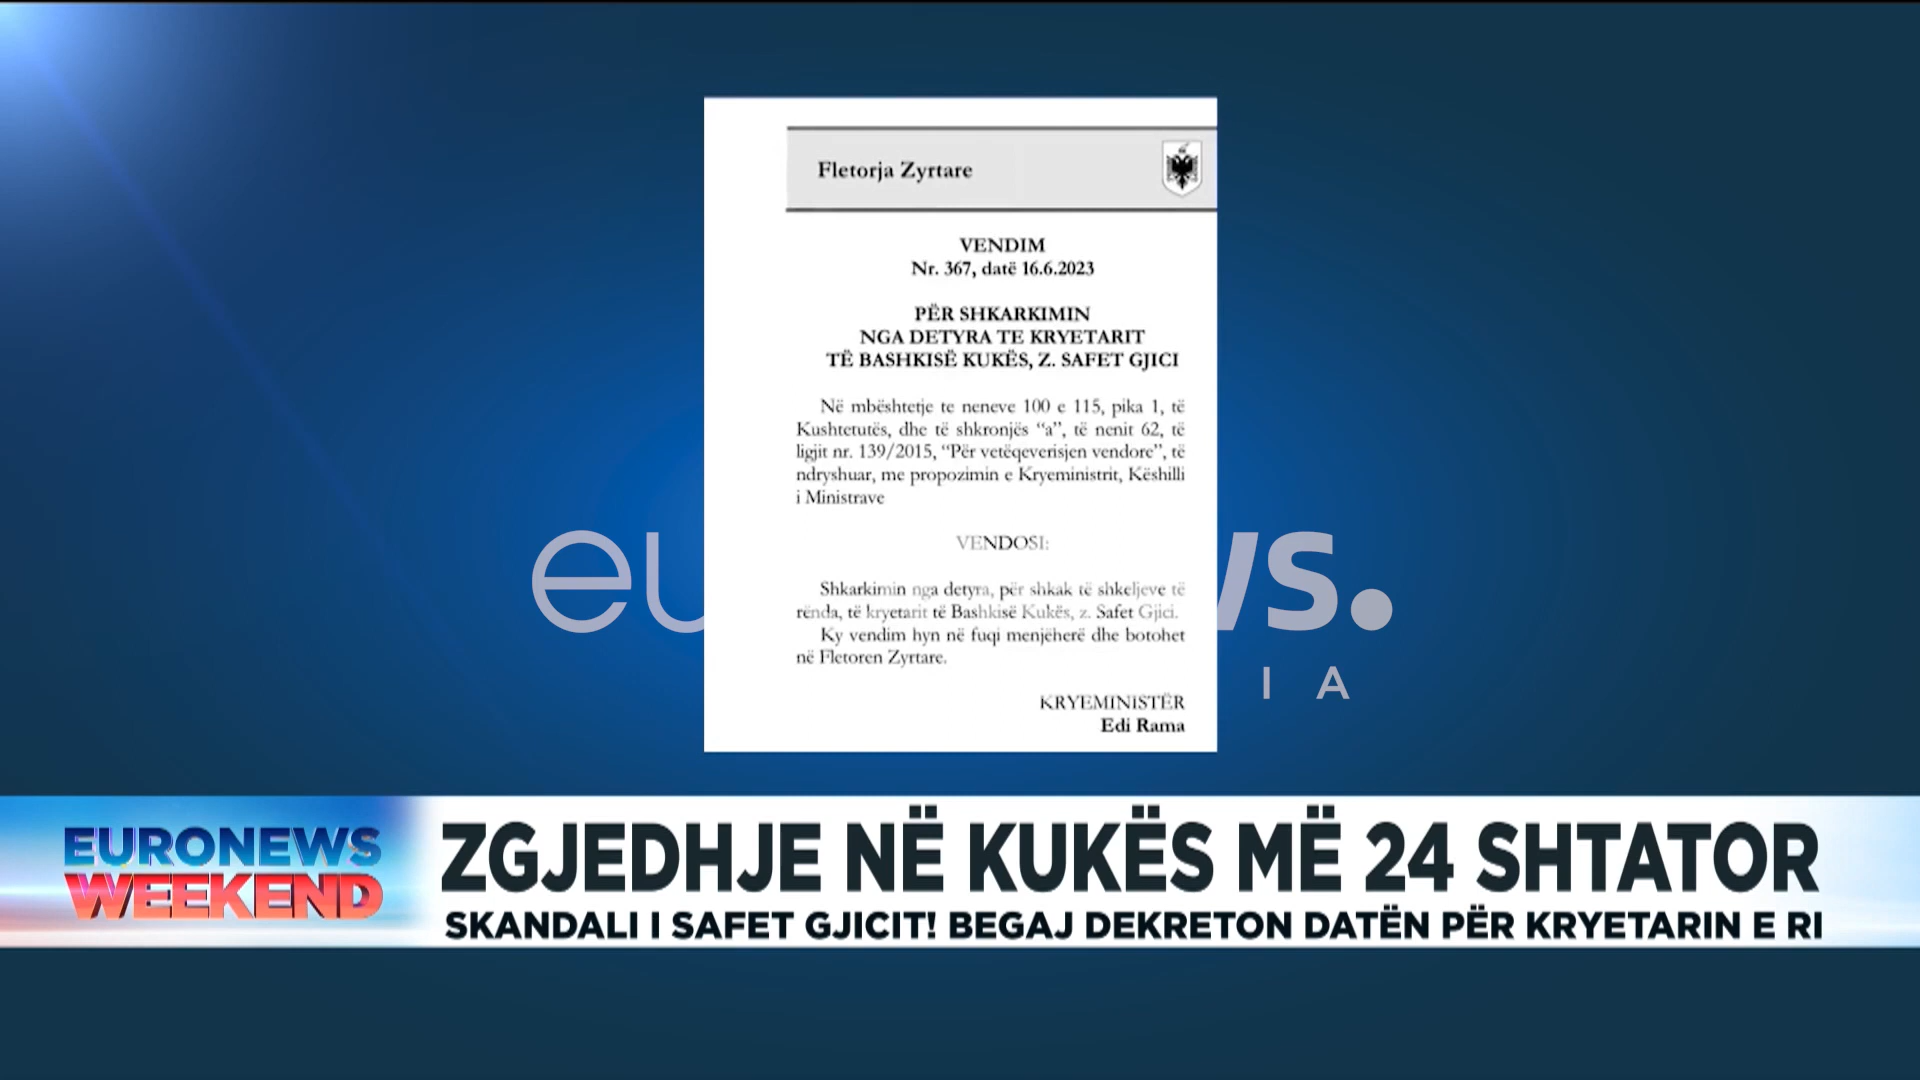 Fletorja Zyrtare
VENDIM
Nr. 367, datë 16.6.2023
PËR SHKARKIMIN
NGA DETYRA TE KRYETARIT
TË BASHKISË KUKËS, Z. SAFET GJICI
Në mbështetje te neneve 100 e 115, pika 1, të
Kushtetutës, dhe të shkronjës “a”, të nenit 62, të
ligjit nr. 139/2015, “Për vetëqeverisjen vendore”, të
ndryshuar, me propozimin e Kryeministrit, Këshilli
i Ministrave
VENDOSI:
Shkarkimin nga detyra, për shkak të shkeljeve të
rënda, të kryetarit të Bashkisë Kukës, z. Safet Gjici.
Ky vendim hyn në fuqi menjëherë dhe botohet
në Fletoren Zyrtare.
KRYEMINISTËR
Edi Rama
EURONEWS
WEEKEND
ZGJEDHJE NË KUKËS MË 24 SHTATOR
SKANDALI I SAFET GJICIT! BEGAJ DEKRETON DATËN PËR KRYETARIN E RI